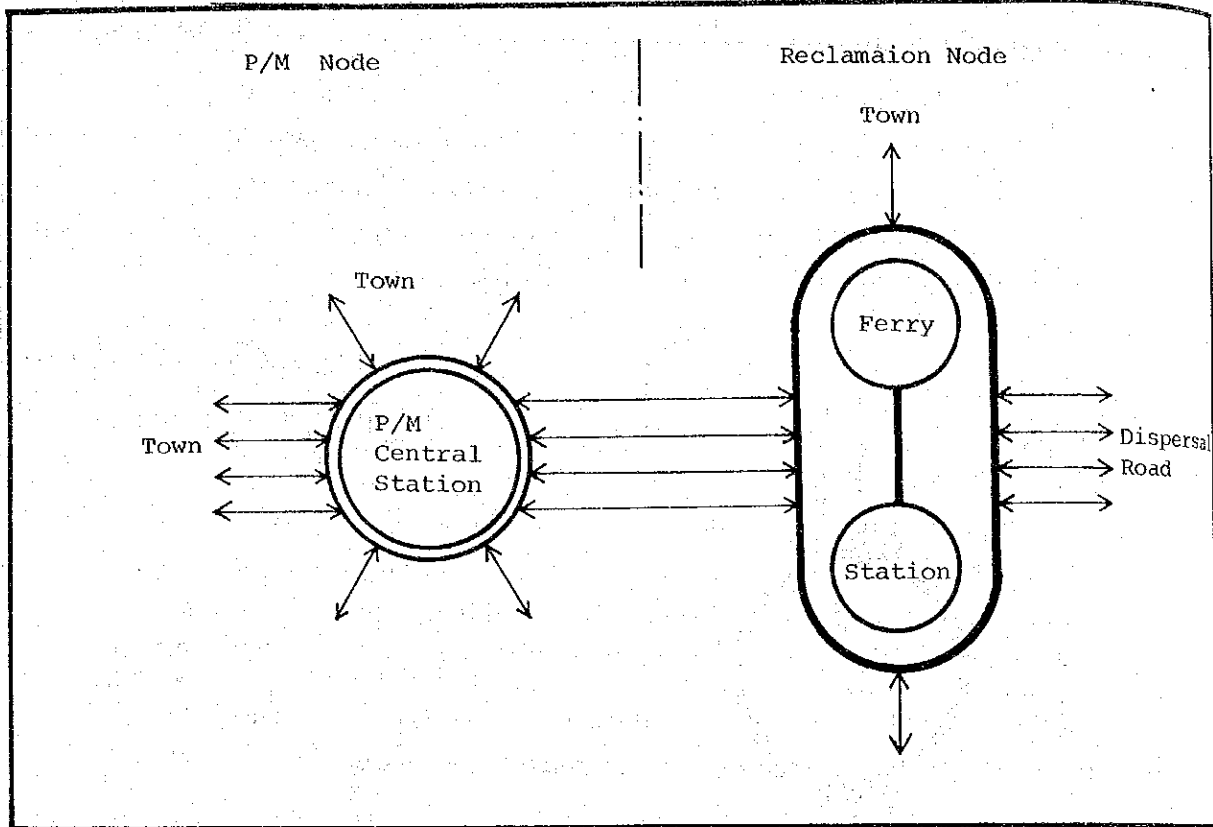 P/M Node
Reclamaion Node
Town
Town
Ferry
P/M
Central
Station
Town
Dispersal
Road
Station